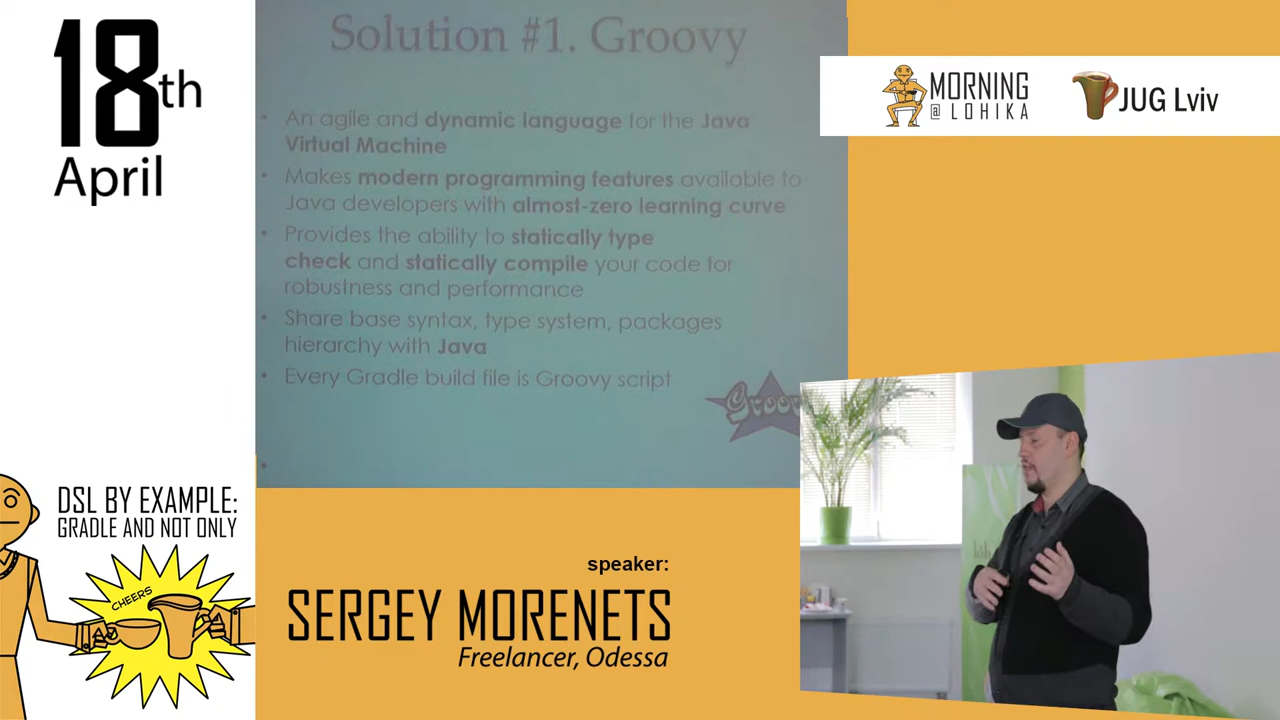 18th
April
Solution #1. Groovy
• An agile and dynamic language for the Java
Virtual Machine
• Makes modern programming features available to
Java developers with almost-zero learning curve
• Provides the ability to statically type
check and statically compile your code for
robustness and performance
• Share base syntax, type system, packages
hierarchy with Java
• Every Gradle build file is Groovy script
MORNING
@ LOHIKA
JUG Lviv
DSL BY EXAMPLE:
GRADLE AND NOT ONLY
CHEERS
speaker:
SERGEY MORENETS
Freelancer, Odessa